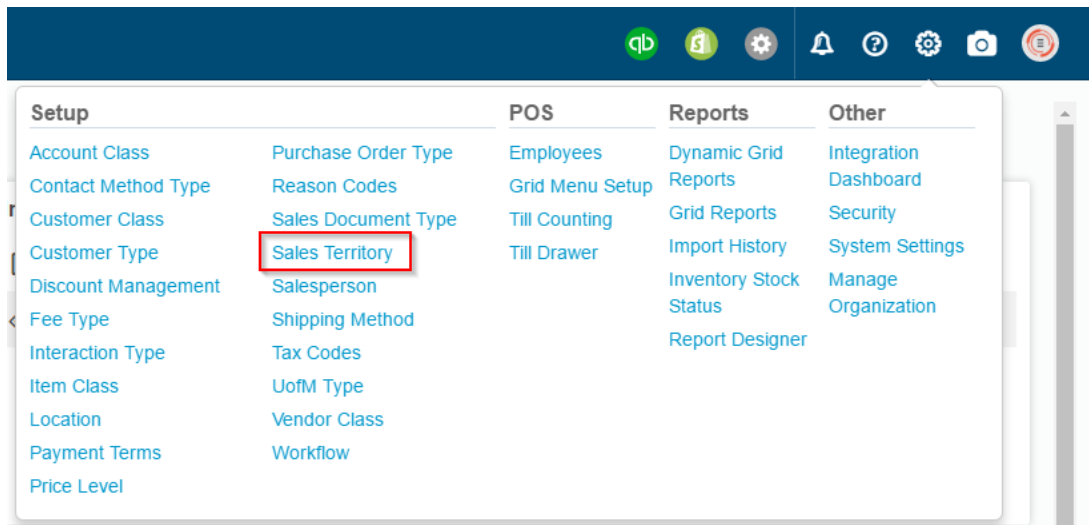 qb
S
?
Setup
Account Class
Contact Method Type
Customer Class
Customer Type
Discount Management
Fee Type
Interaction Type
Item Class
Location
Payment Terms
Price Level
Purchase Order Type
Reason Codes
Sales Document Type
Sales Territory
Salesperson
Shipping Method
Tax Codes
UofM Type
Vendor Class
Workflow
POS
Employees
Grid Menu Setup
Till Counting
Till Drawer
Reports
Dynamic Grid
Reports
Grid Reports
Import History
Inventory Stock
Status
Report Designer
Other
Integration
Dashboard
Security
System Settings
Manage
Organization